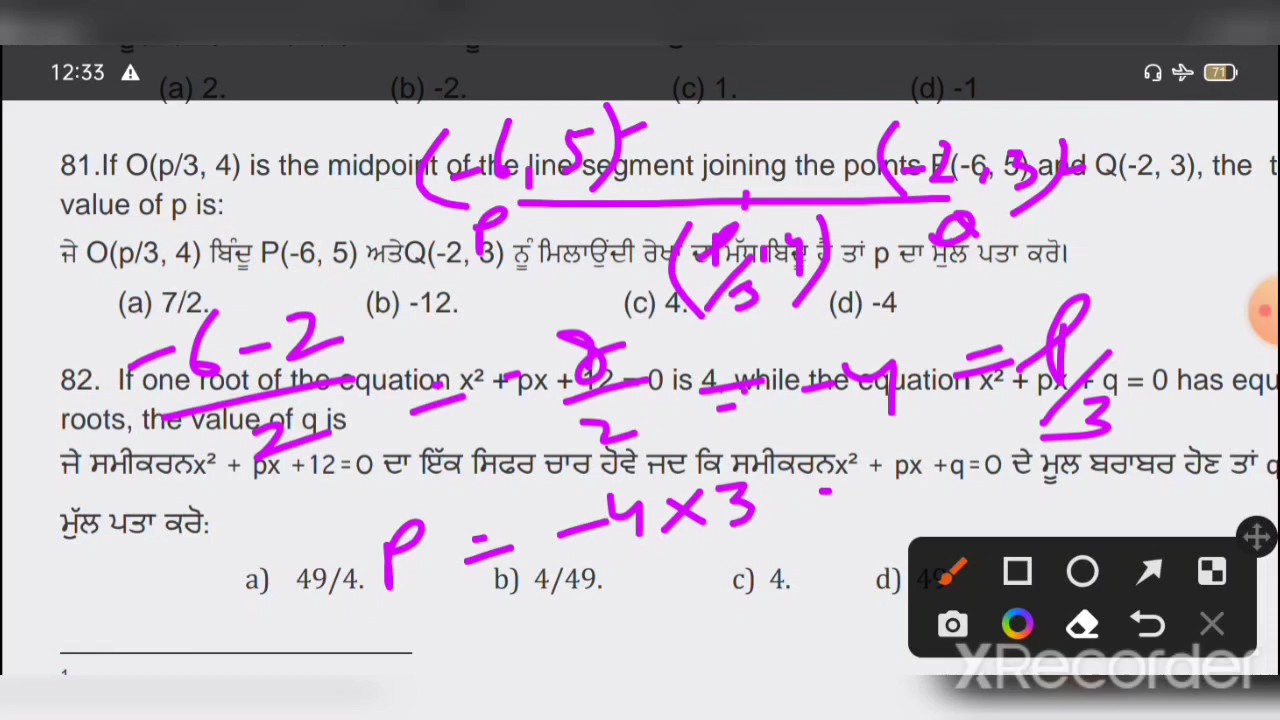 12:33
71
(a) 2. (b) -2. (c) 1. (d) -1
81.If O(p/3, 4) is the midpoint of the line segment joining the points P(-6, 5) and Q(-2, 3), the t
value of p is:
(-6, 5) (-2, 3)
P Q
(P/3, 4)
ਜੇ O(p/3, 4) ਬਿੰਦੂ P(-6, 5) ਅਤੇQ(-2, 3) ਨੂੰ ਮਿਲਾਉਂਦੀ ਰੇਖਾ ਦਾ ਮੱਧ ਬਿਦੂ ਹੈ ਤਾਂ p ਦਾ ਮੁੱਲ ਪਤਾ ਕਰੋ।
(a) 7/2. (b) -12. (c) 4. (d) -4
-6-2/2 = -8/2 = -4 = P/3
82. If one root of the equation x² + px + 12 = 0 is 4, while the equation x² + px + q = 0 has equ
roots, the value of q is
ਜੇ ਸਮੀਕਰਨx² + px +12=0 ਦਾ ਇੱਕ ਸਿਫਰ ਚਾਰ ਹੋਵੇ ਜਦ ਕਿ ਸਮੀਕਰਨx² + px +q=0 ਦੇ ਮੂਲ ਬਰਾਬਰ ਹੋਣ ਤਾਂ q
ਮੁੱਲ ਪਤਾ ਕਰੋ:
P = -4×3
a) 49/4. b) 4/49. c) 4. d) 49
XRecorder